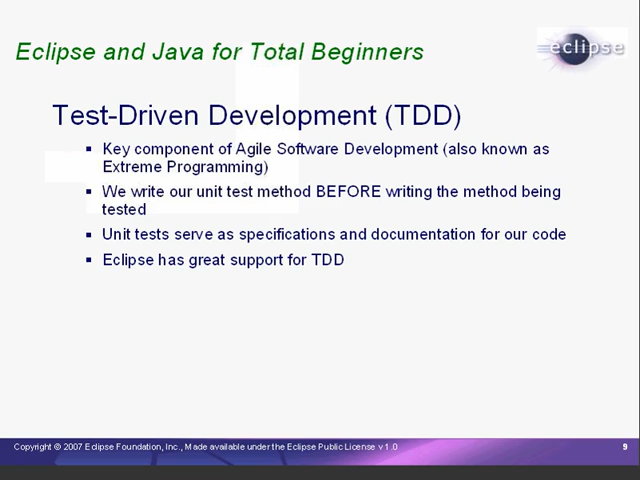 Eclipse and Java for Total Beginners
eclipse
Test-Driven Development (TDD)
▪ Key component of Agile Software Development (also known as
Extreme Programming)
▪ We write our unit test method BEFORE writing the method being
tested
▪ Unit tests serve as specifications and documentation for our code
▪ Eclipse has great support for TDD
Copyright © 2007 Eclipse Foundation, Inc., Made available under the Eclipse Public License v 1.0
9